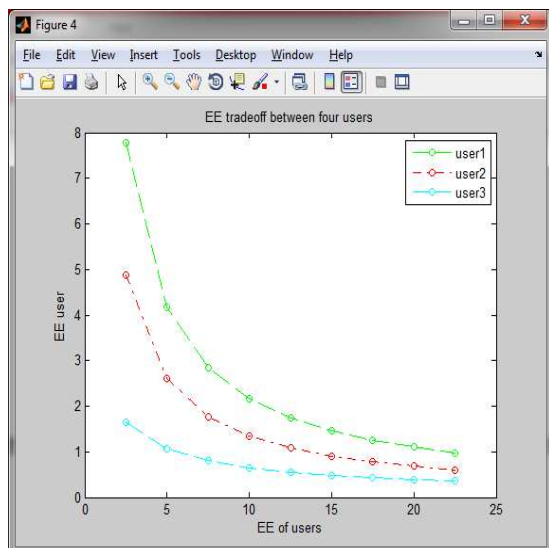 Figure 4
File Edit View Insert Tools Desktop Window Help
EE tradeoff between four users
user1
user2
user3
EE user
8
7
6
5
4
3
2
1
0
0 5 10 15 20 25
EE of users